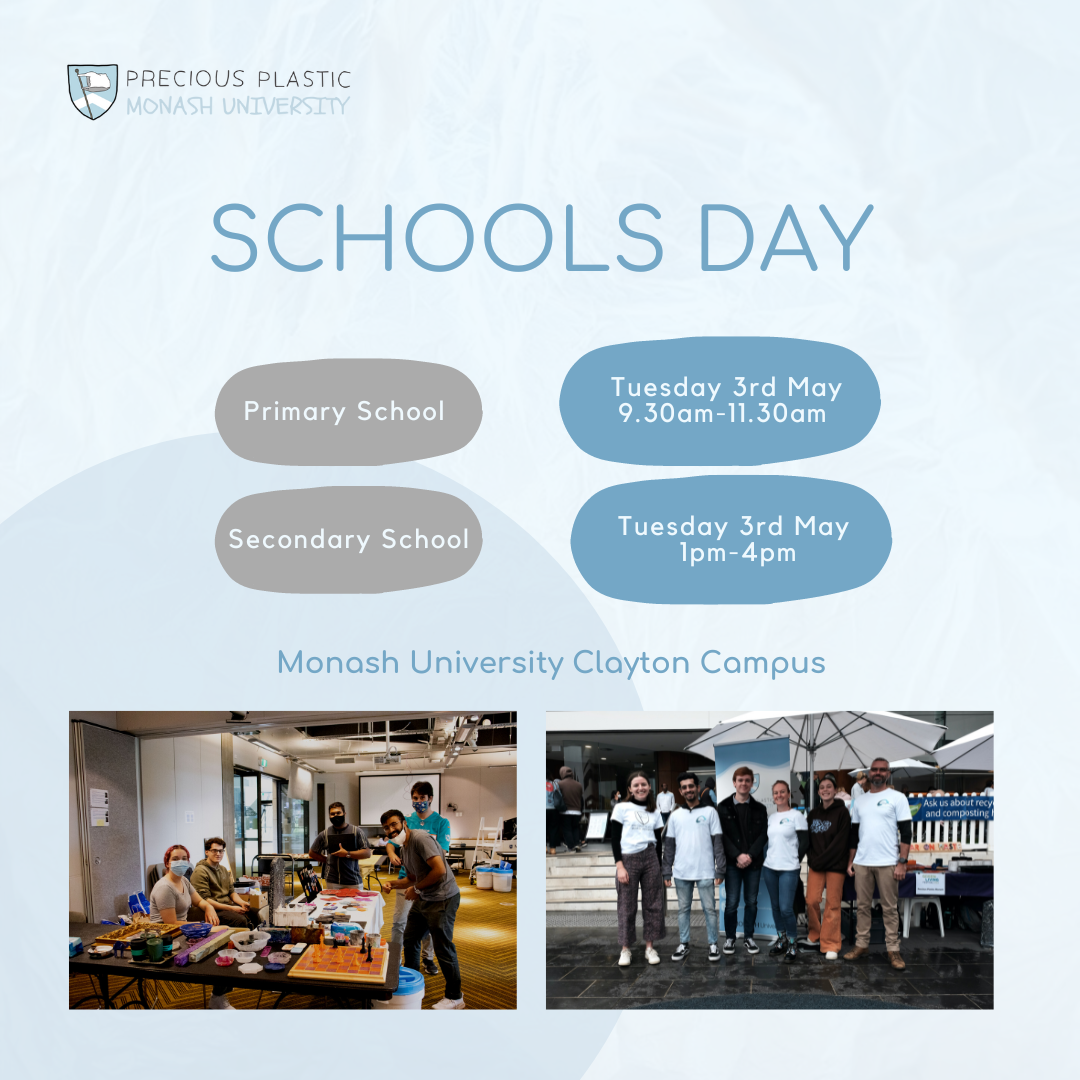 PRECIOUS PLASTIC
MONASH UNIVERSITY
SCHOOLS DAY
Primary School
Tuesday 3rd May
9.30am-11.30am
Secondary School
Tuesday 3rd May
1pm-4pm
Monash University Clayton Campus
Ask us about recy
and composting